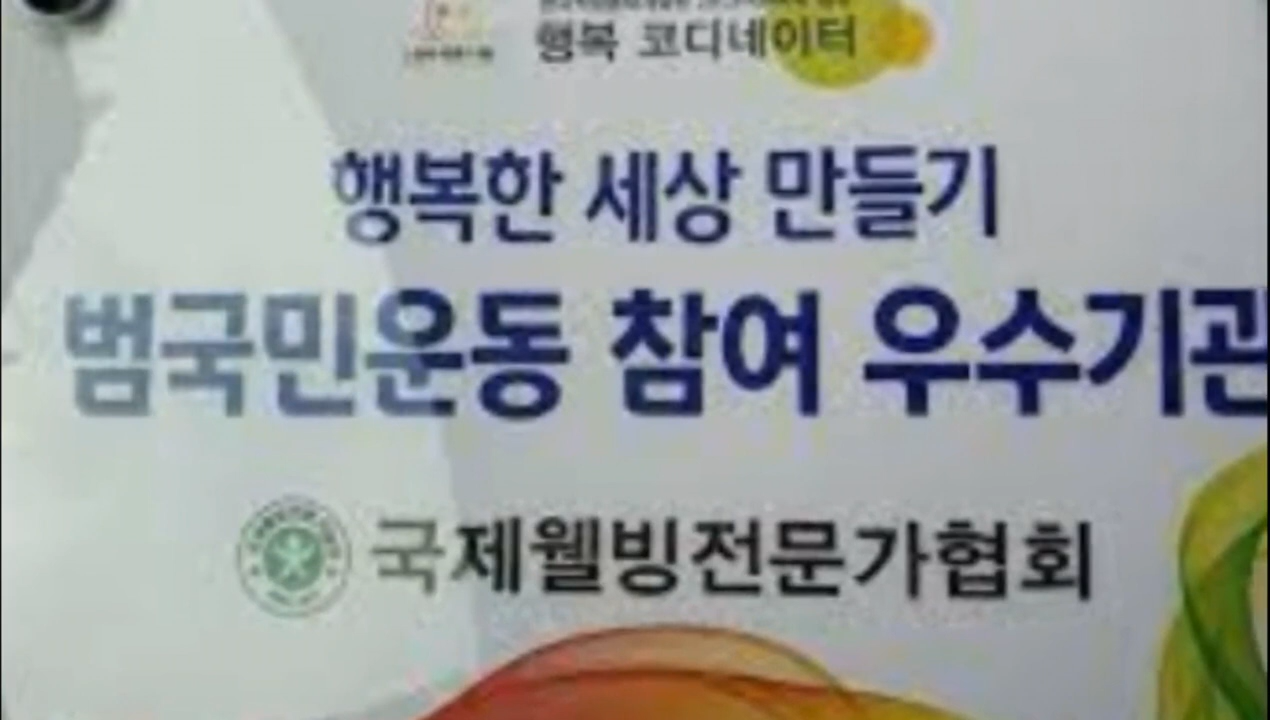 행복 코디네이터
행복한 세상 만들기
범국민운동 참여 우수기관
국제웰빙전문가협회